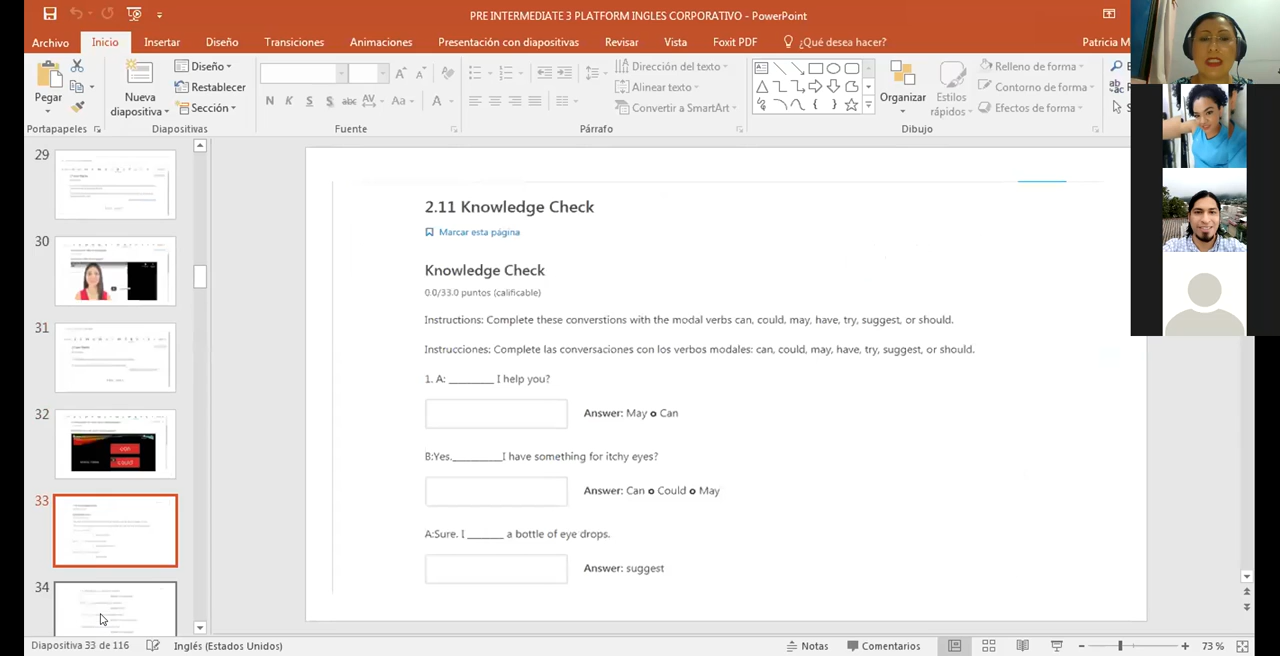 PRE INTERMEDIATE 3 PLATFORM INGLES CORPORATIVO - PowerPoint
Archivo Inicio Insertar Diseño Transiciones Animaciones Presentación con diapositivas Revisar Vista Foxit PDF ¿Qué desea hacer? Patricia M
Pegar
Nueva diapositiva
Diseño
Restablecer
Sección
N K S S abc AV Aa A
Dirección del texto
Alinear texto
Convertir a SmartArt
Organizar
Estilos rápidos
Relleno de forma
Contorno de forma
Efectos de forma
Portapapeles Diapositivas Fuente Párrafo Dibujo
29
30
31
32
33
34
2.11 Knowledge Check
Marcar esta página
Knowledge Check
0.0/33.0 puntos (calificable)
Instructions: Complete these converstions with the modal verbs can, could, may, have, try, suggest, or should.
Instrucciones: Complete las conversaciones con los verbos modales: can, could, may, have, try, suggest, or should.
1. A: ________ I help you?
Answer: May o Can
B:Yes._________I have something for itchy eyes?
Answer: Can o Could o May
A:Sure. I ______ a bottle of eye drops.
Answer: suggest
Diapositiva 33 de 116 Inglés (Estados Unidos) Notas Comentarios 73 %